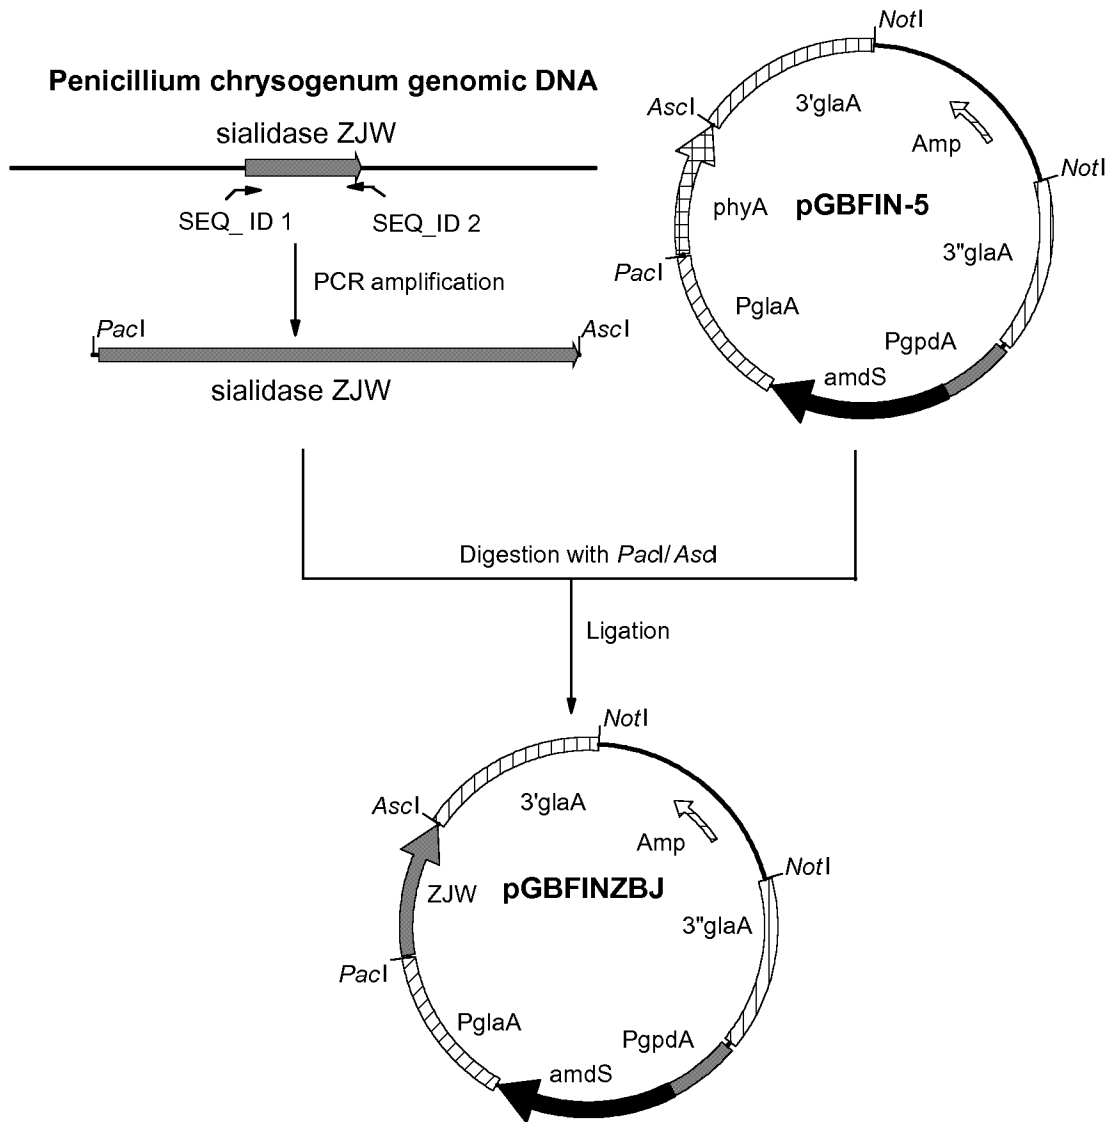 Penicillium chrysogenum genomic DNA
sialidase ZJW
SEQ_ ID 1
SEQ_ID 2
PCR amplification
PacI
AscI
sialidase ZJW
NotI
3'glaA
AscI
Amp
NotI
phyA
pGBFIN-5
3"glaA
PacI
PglaA
PgpdA
amdS
Digestion with PacI/AscI
Ligation
NotI
3'glaA
AscI
Amp
NotI
ZJW
pGBFINZBJ
3"glaA
PacI
PglaA
PgpdA
amdS